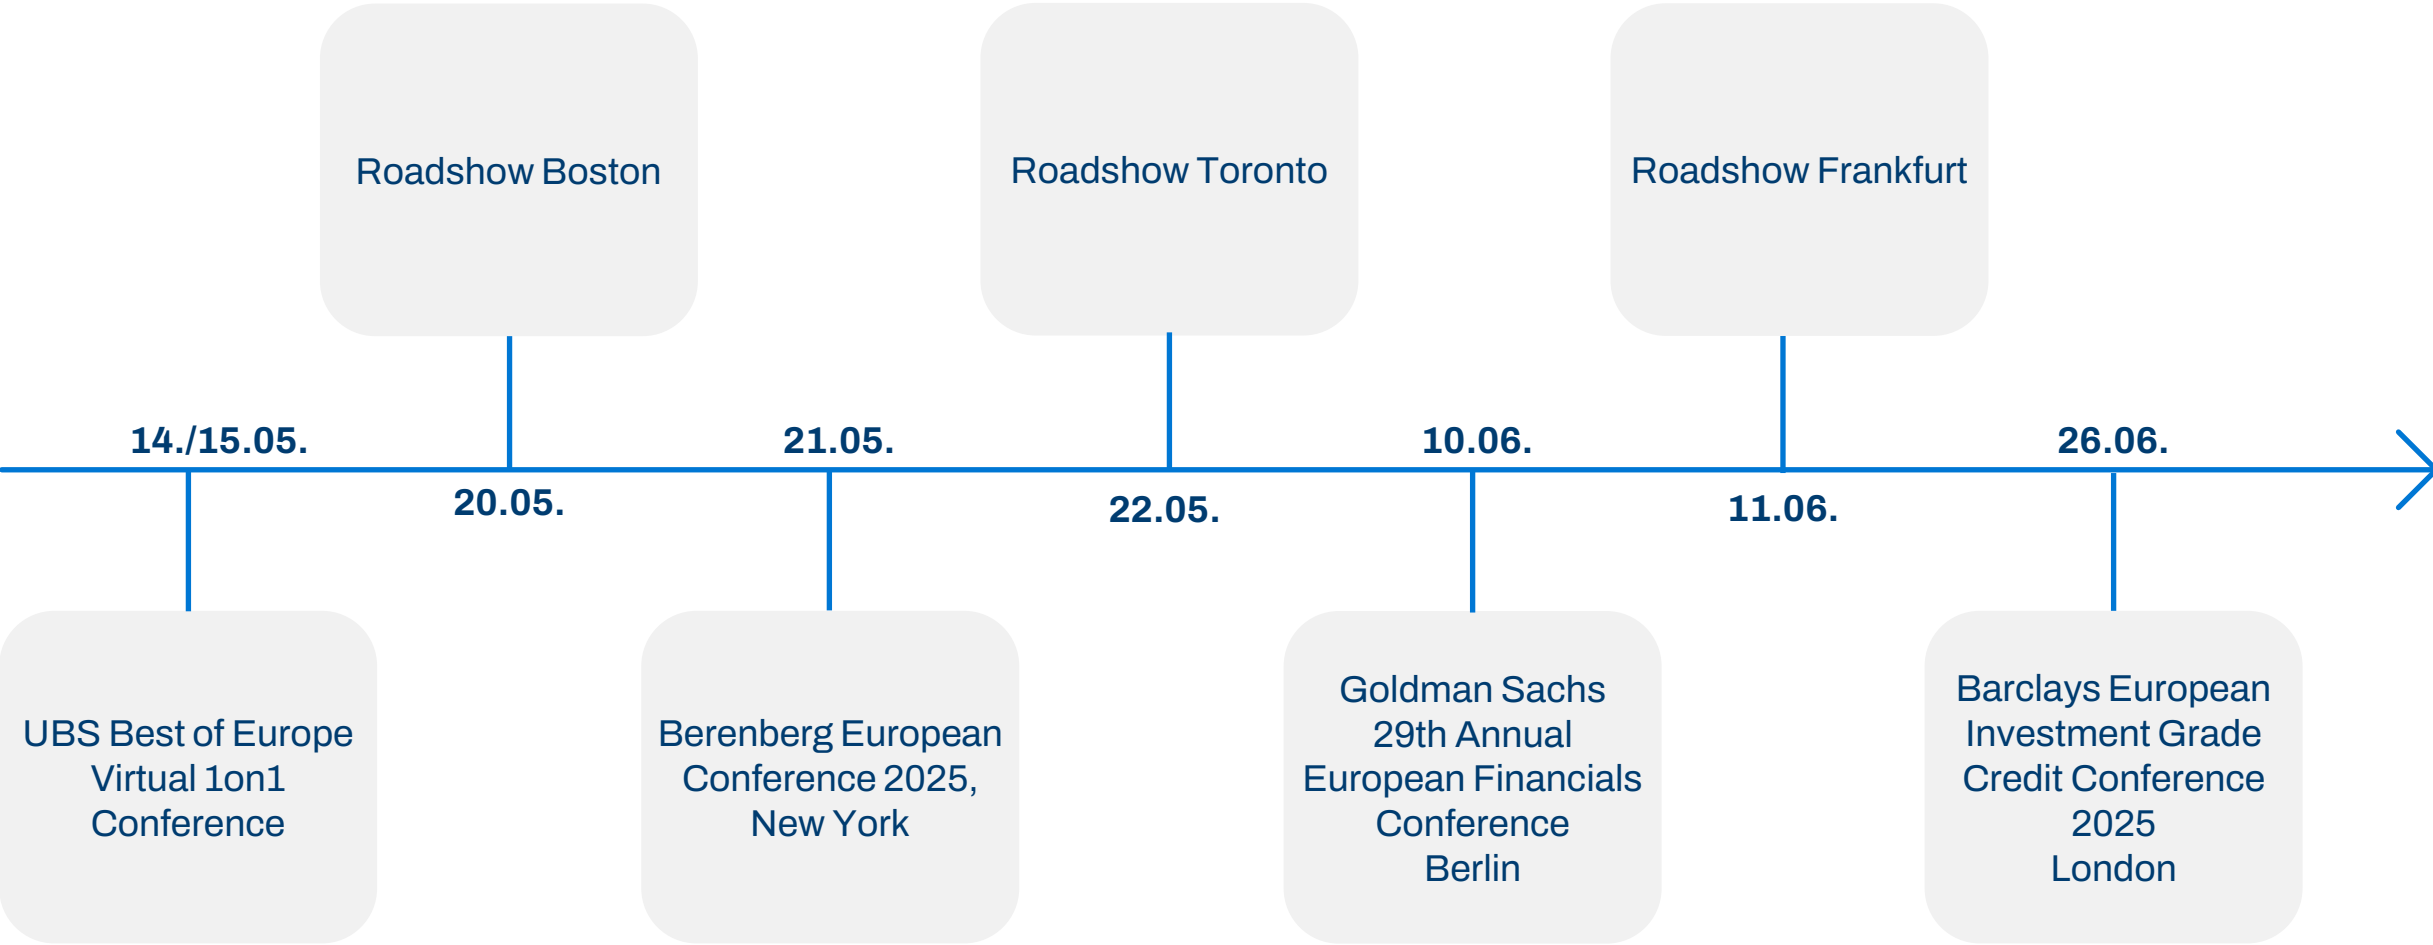 Roadshow Boston
Roadshow Toronto
Roadshow Frankfurt
14./15.05.
21.05.
10.06.
26.06.
20.05.
22.05.
11.06.
UBS Best of Europe
Virtual 1on1
Conference
Berenberg European
Conference 2025,
New York
Goldman Sachs
29th Annual
European Financials
Conference
Berlin
Barclays European
Investment Grade
Credit Conference
2025
London